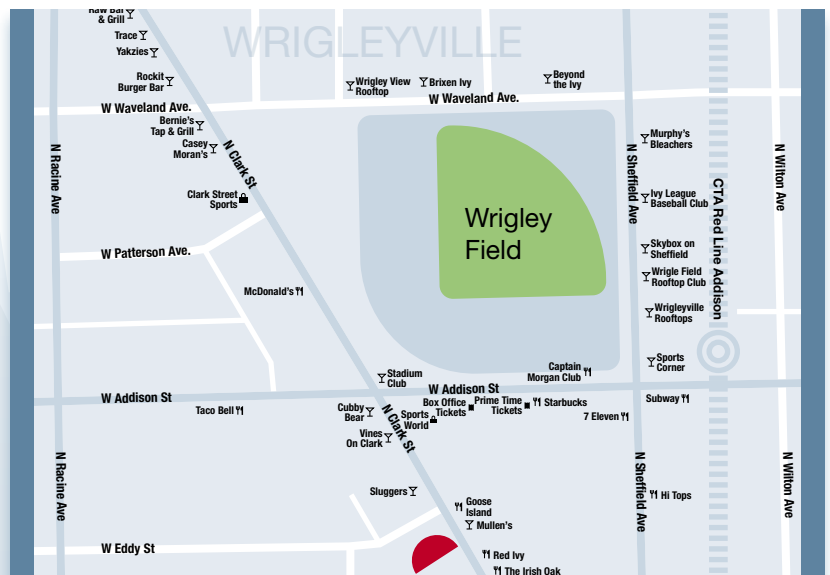 Raw Bar
& Grill
WRIGLEYVILLE
Trace
Yakzies
Rockit
Burger Bar
Wrigley View
Rooftop
Brixen Ivy
Beyond
the Ivy
W Waveland Ave.
W Waveland Ave.
Bernie's
Tap & Grill
Casey
Moran's
N Clark St
N Racine Ave
Clark Street
Sports
Murphy's
Bleachers
N Sheffield Ave
N Wilton Ave
CTA Red Line Addison
Ivy League
Baseball Club
Wrigley
Field
Skybox on
Sheffield
Wrigle Field
Rooftop Club
Wrigleyville
Rooftops
W Patterson Ave.
McDonald's
Sports
Corner
Captain
Morgan Club
Stadium
Club
W Addison St
W Addison St
Taco Bell
Cubby
Bear
Vines
On Clark
N Clark St
Sports
World
Box Office
Tickets
Prime Time
Tickets
Starbucks
7 Eleven
Subway
N Racine Ave
N Sheffield Ave
N Wilton Ave
Sluggers
Goose
Island
Mullen's
Hi Tops
W Eddy St
Red Ivy
The Irish Oak